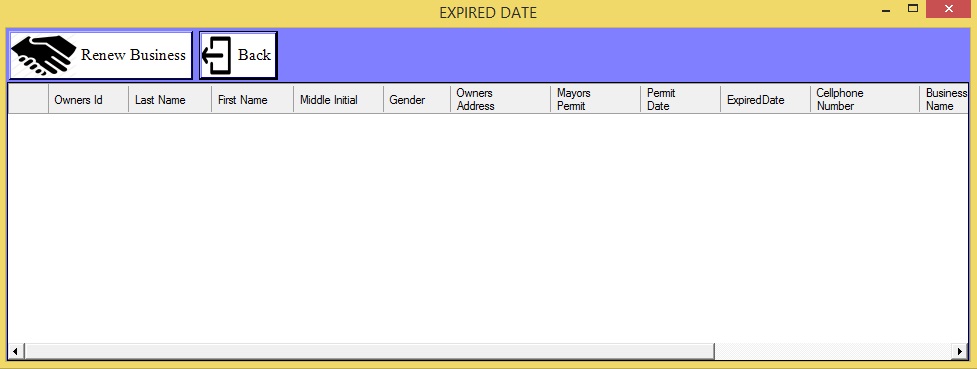 EXPIRED DATE
Renew Business
Back
Owners Id
Last Name
First Name
Middle Initial
Gender
Owners
Address
Mayors
Permit
Permit
Date
ExpiredDate
Cellphone
Number
Business
Name